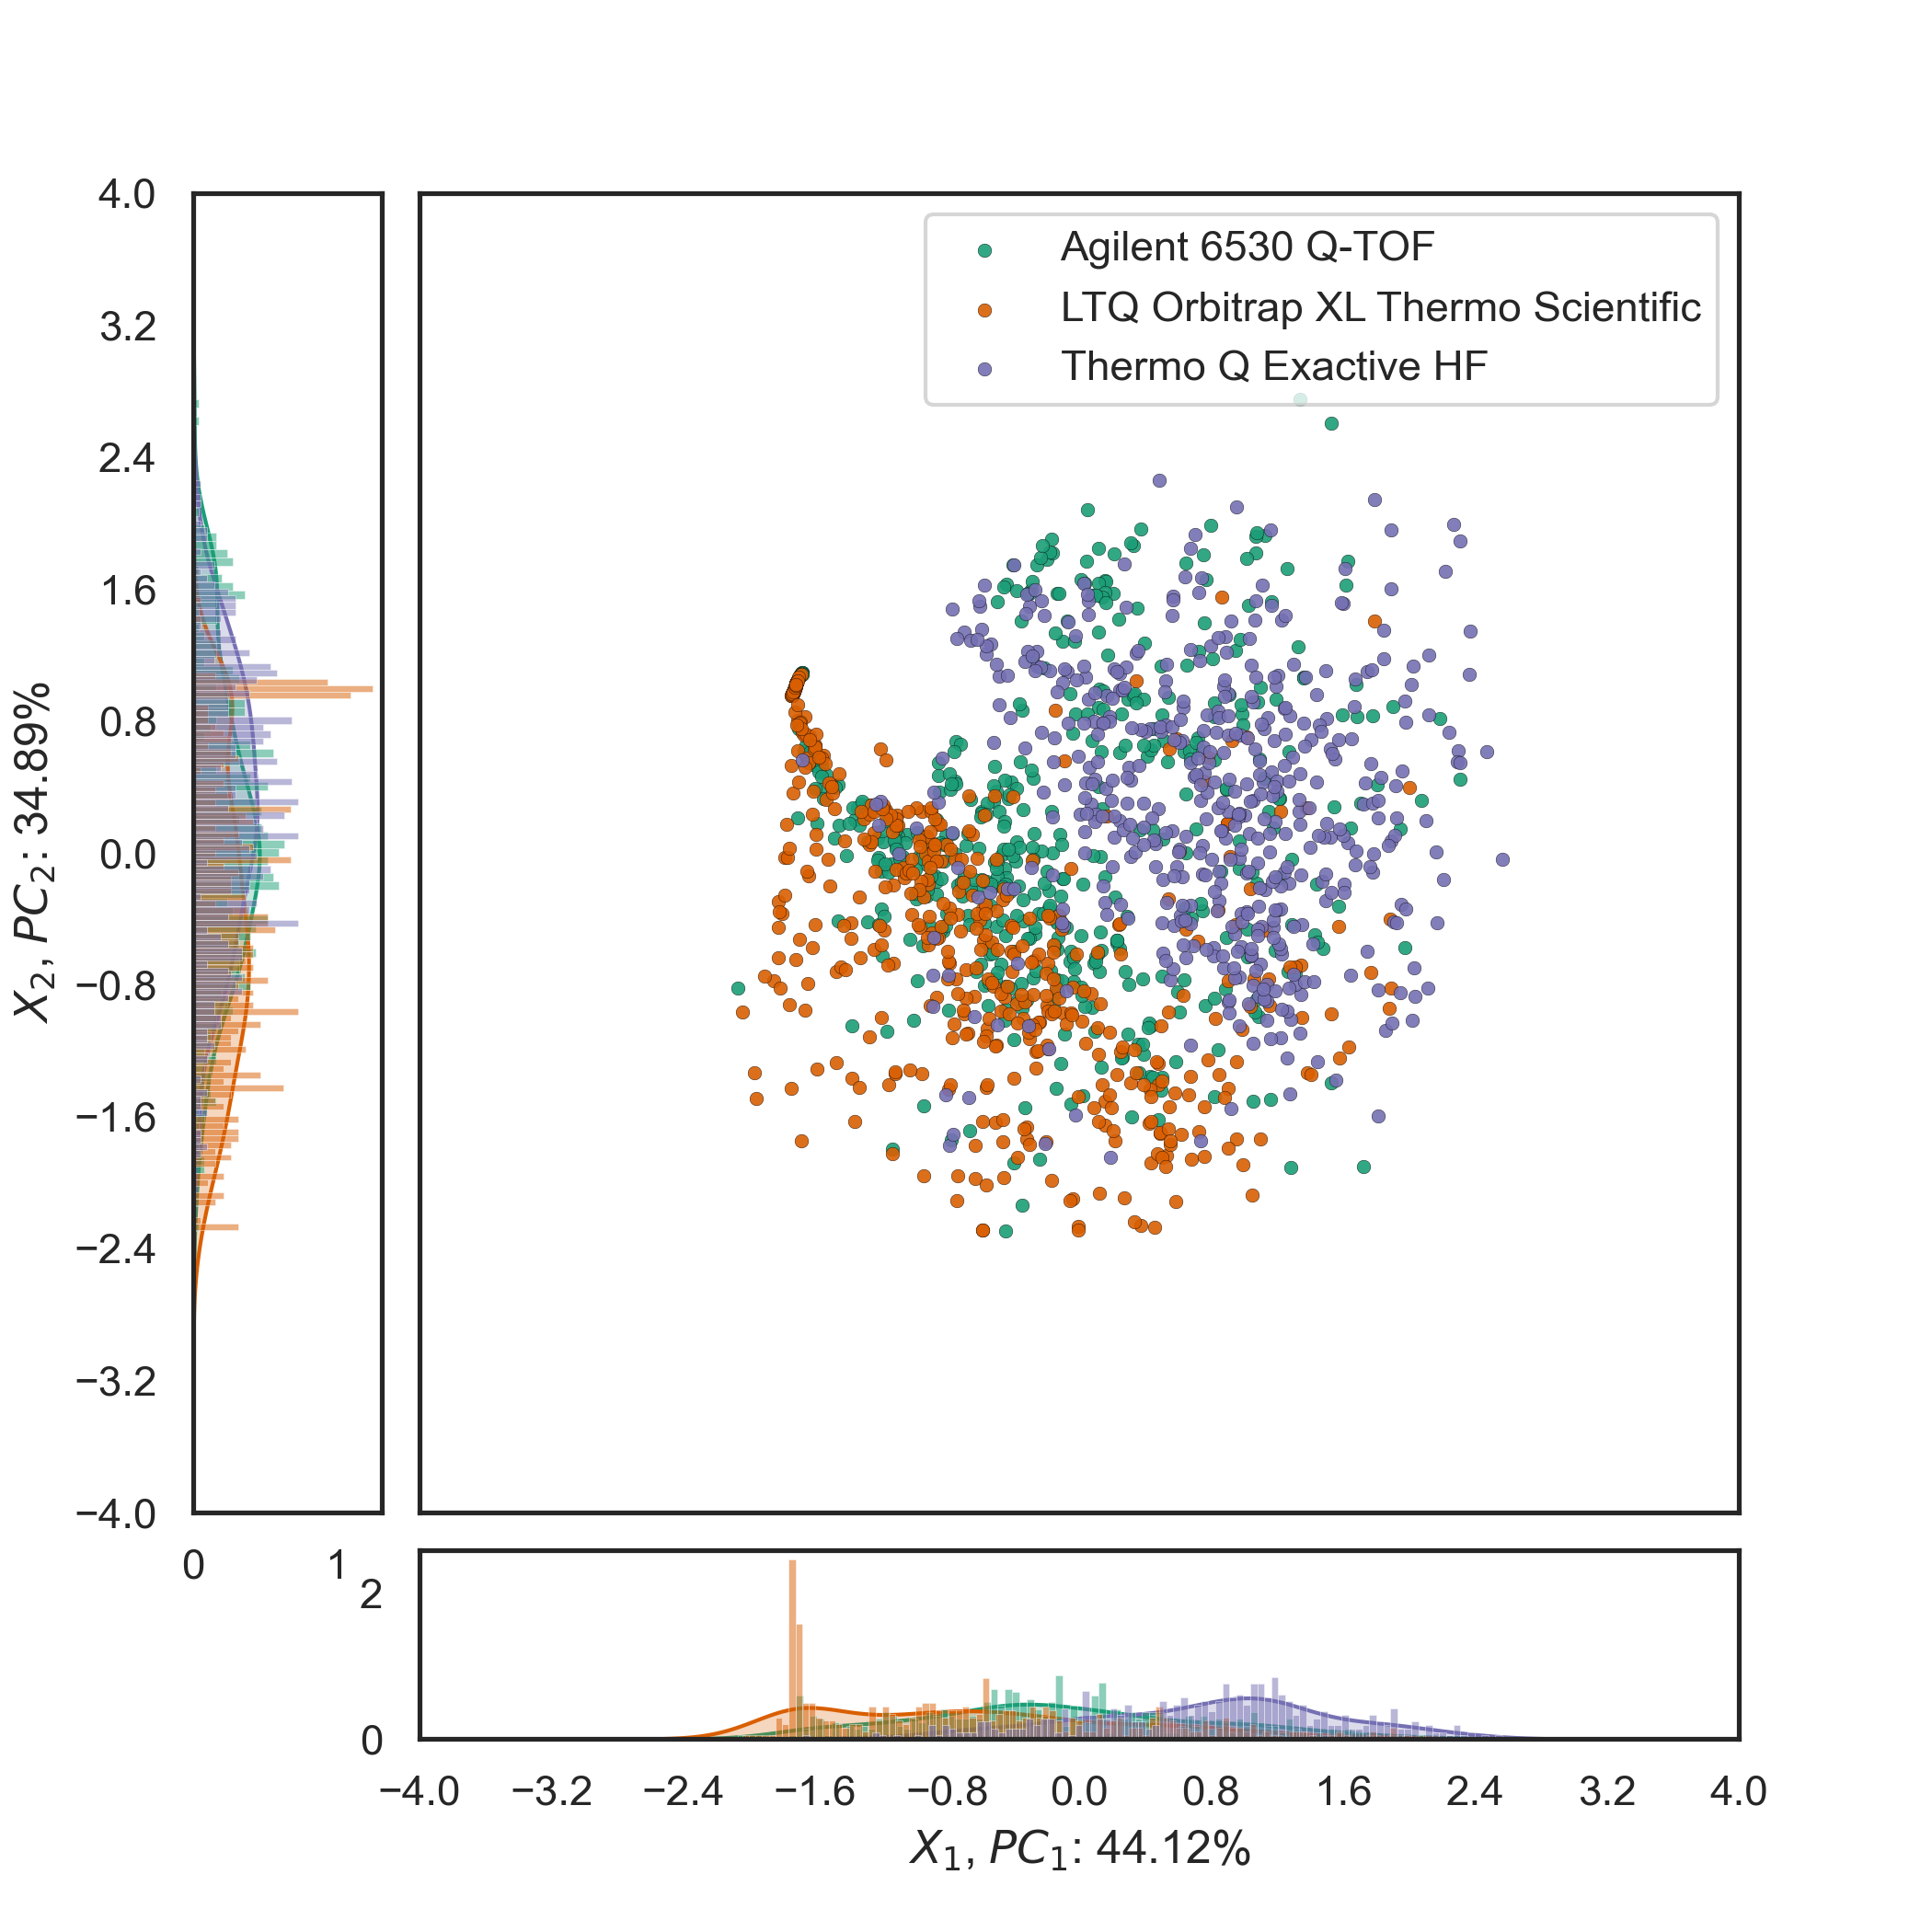 4.0
3.2
2.4
1.6
0.8
0.0
−0.8
−1.6
−2.4
−3.2
−4.0
X2, PC2: 34.89%
Agilent 6530 Q-TOF
LTQ Orbitrap XL Thermo Scientific
Thermo Q Exactive HF
0 1
2
0
−4.0 −3.2 −2.4 −1.6 −0.8 0.0 0.8 1.6 2.4 3.2 4.0
X1, PC1: 44.12%